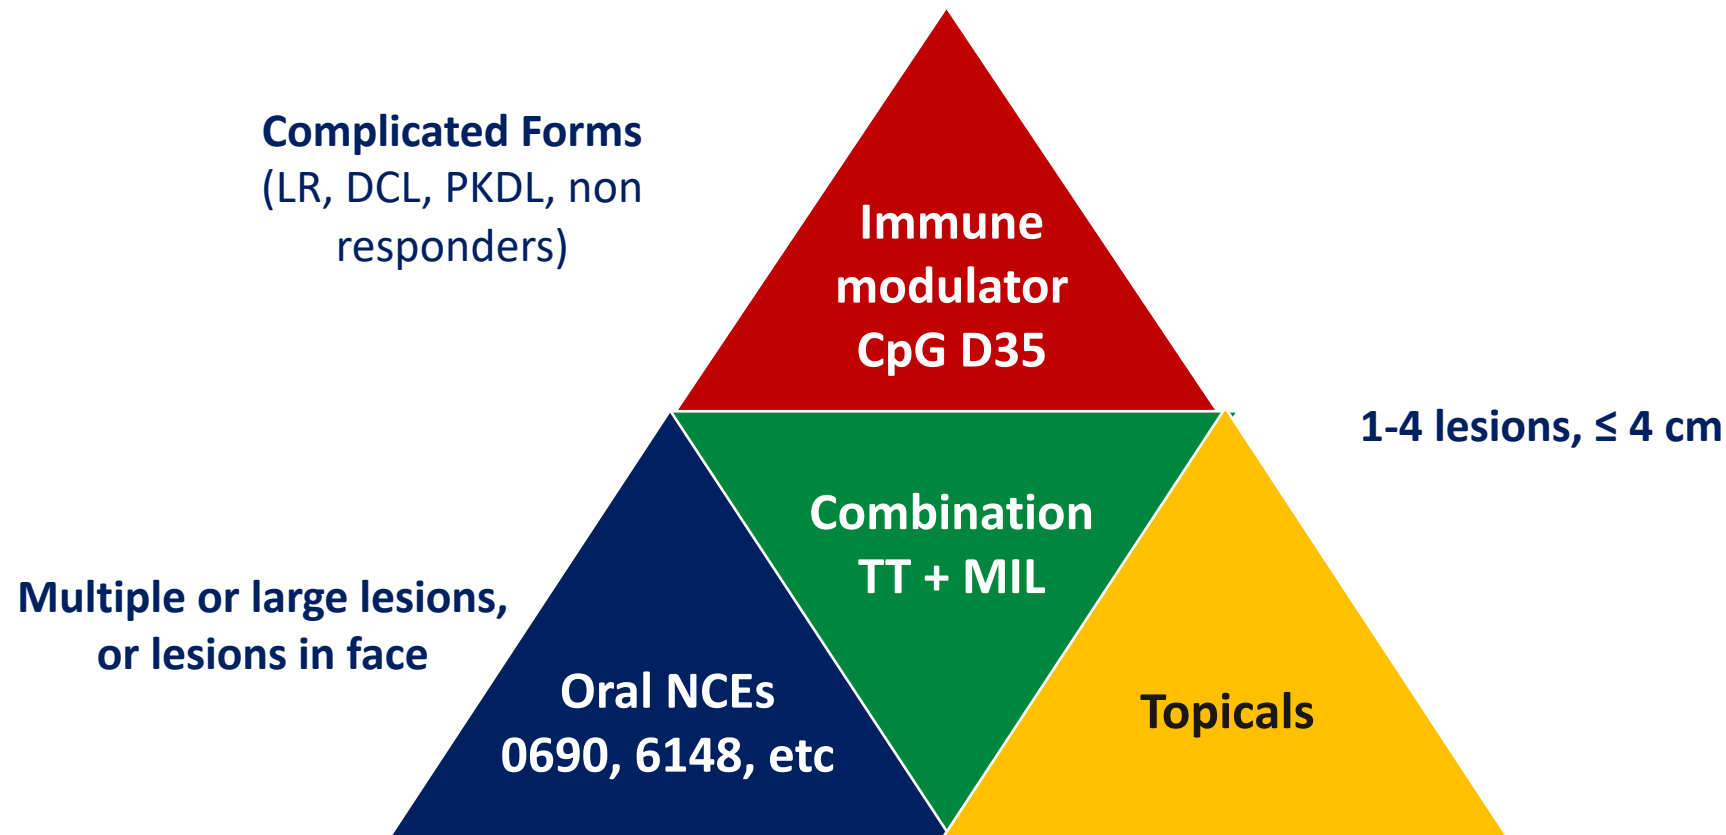 Complicated Forms
(LR, DCL, PKDL, non
responders)
Immune
modulator
CpG D35
1-4 lesions, ≤ 4 cm
Combination
TT + MIL
Multiple or large lesions,
or lesions in face
Oral NCEs
0690, 6148, etc
Topicals